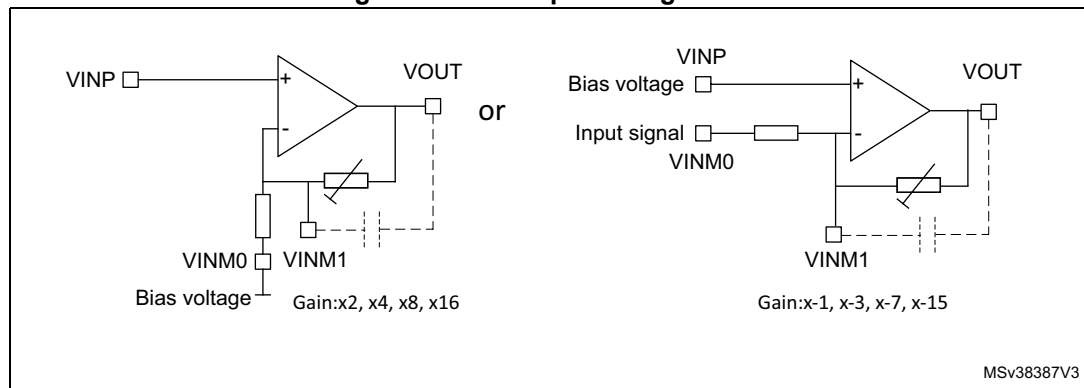 VINP
+
-
VOUT
VINM0
VINM1
Bias voltage
Gain:x2, x4, x8, x16
or
VINP
Bias voltage
Input signal
VINM0
+
-
VOUT
VINM1
Gain:x-1, x-3, x-7, x-15
MSv38387V3